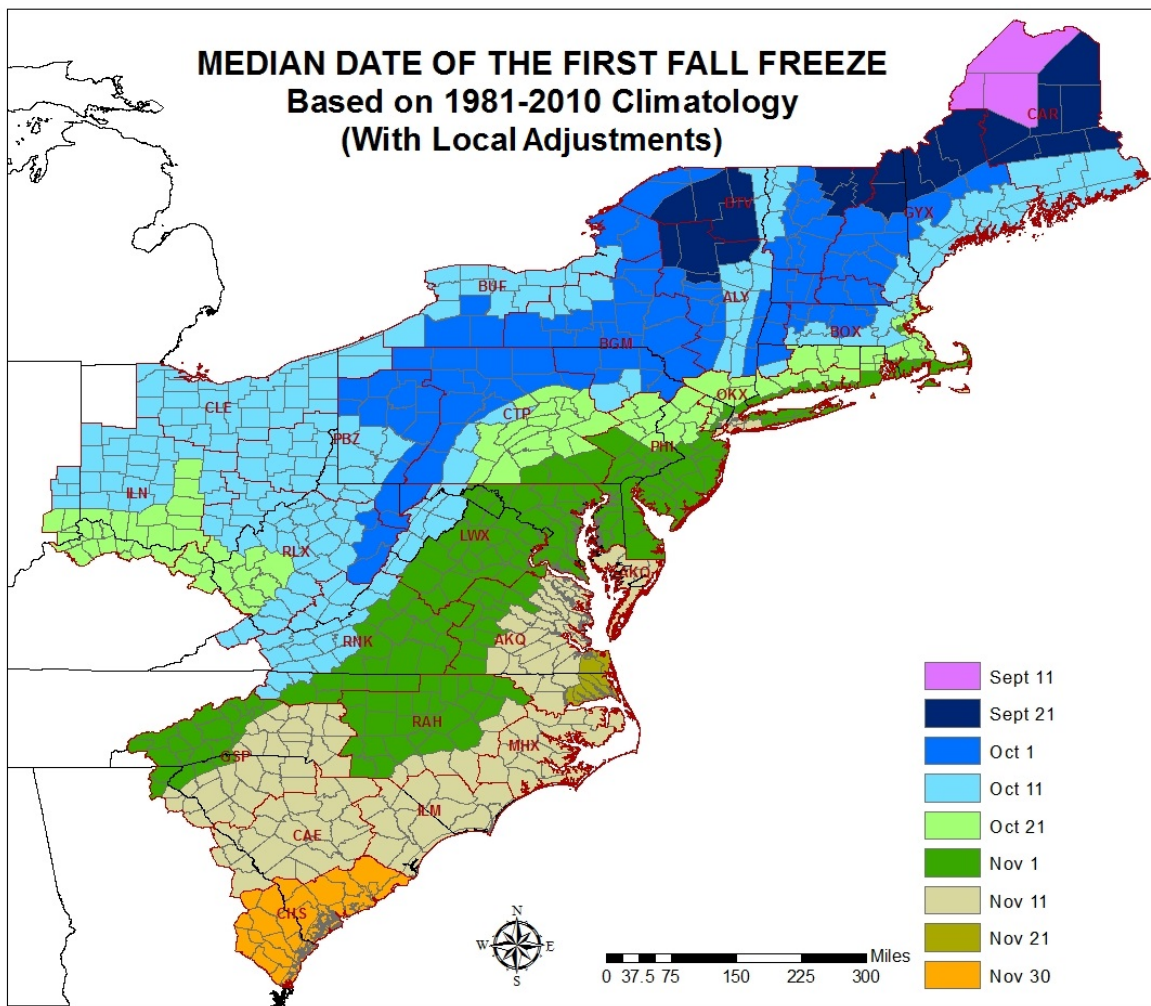 MEDIAN DATE OF THE FIRST FALL FREEZE
Based on 1981-2010 Climatology
(With Local Adjustments)
CAR
BTV
GYX
BUF
ALY
BOX
BGM
OKX
CLE
CTP
PBZ
PHI
ILN
LWX
RLX
AKQ
RNK
AKQ
RAH
MHX
GSP
ILM
CAE
CHS
Sept 11
Sept 21
Oct 1
Oct 11
Oct 21
Nov 1
Nov 11
Nov 21
Nov 30
N
W E
S
Miles
0 37.5 75 150 225 300